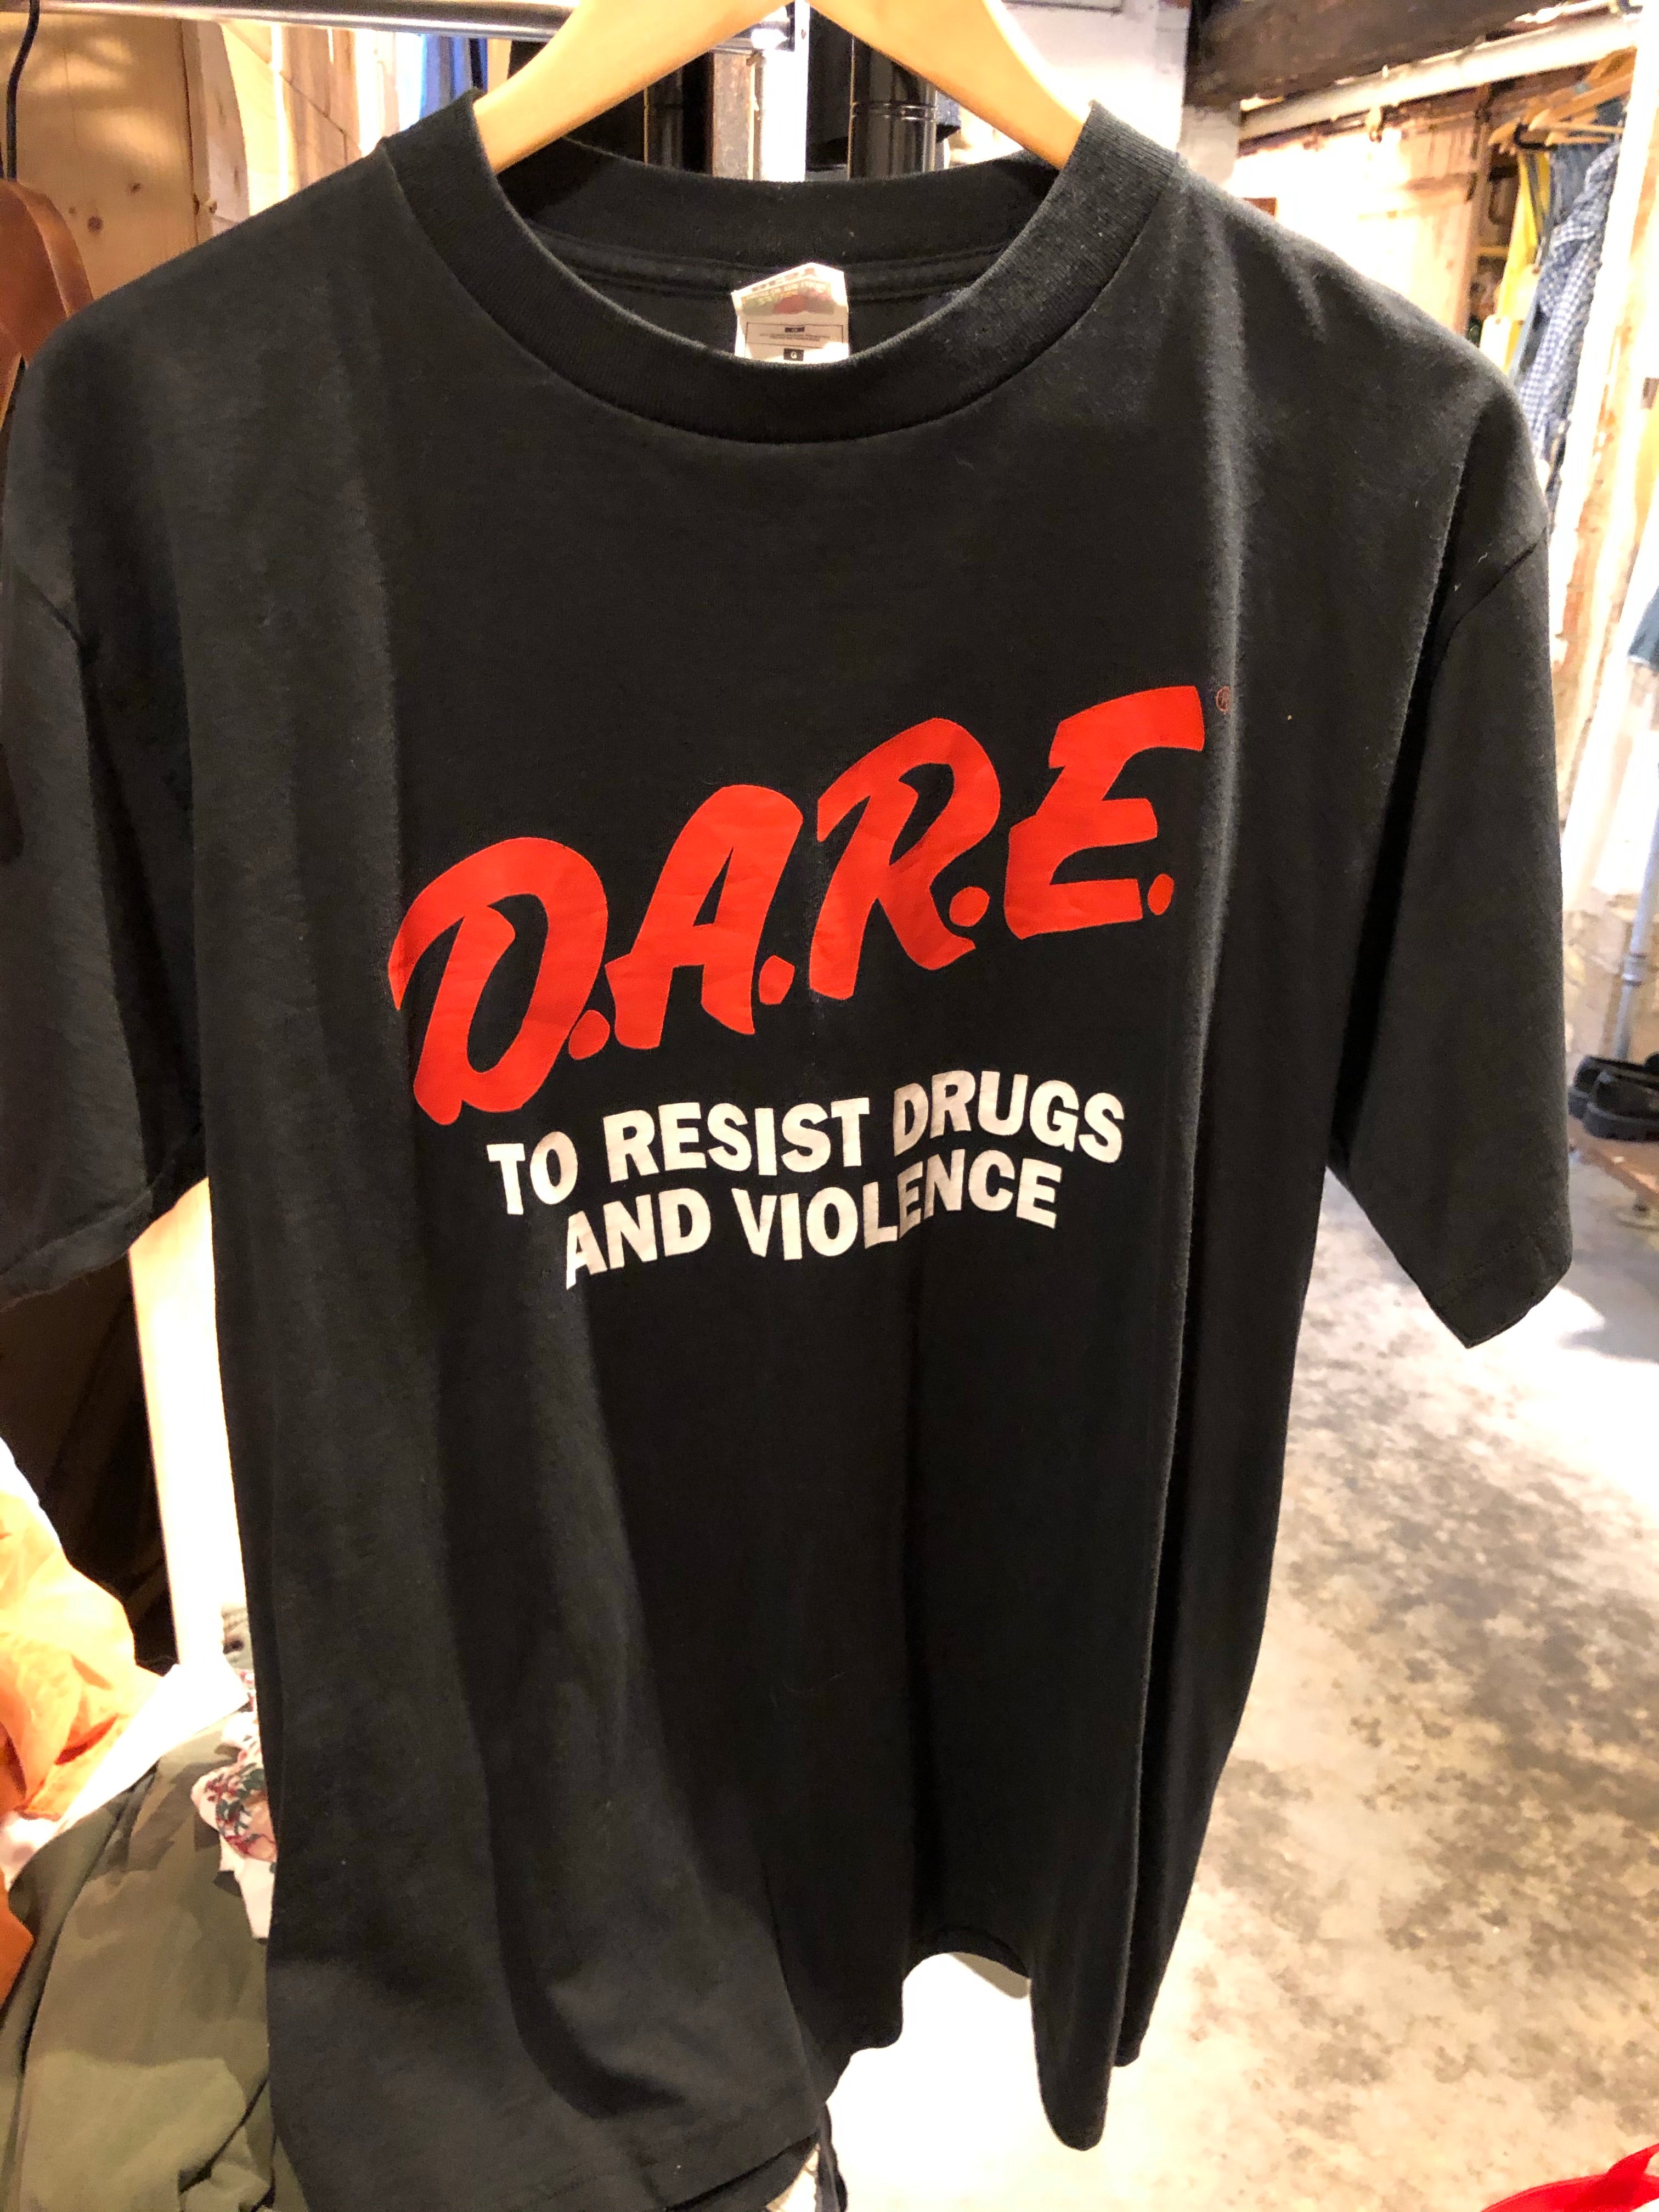 D.A.R.E.®
TO RESIST DRUGS
AND VIOLENCE